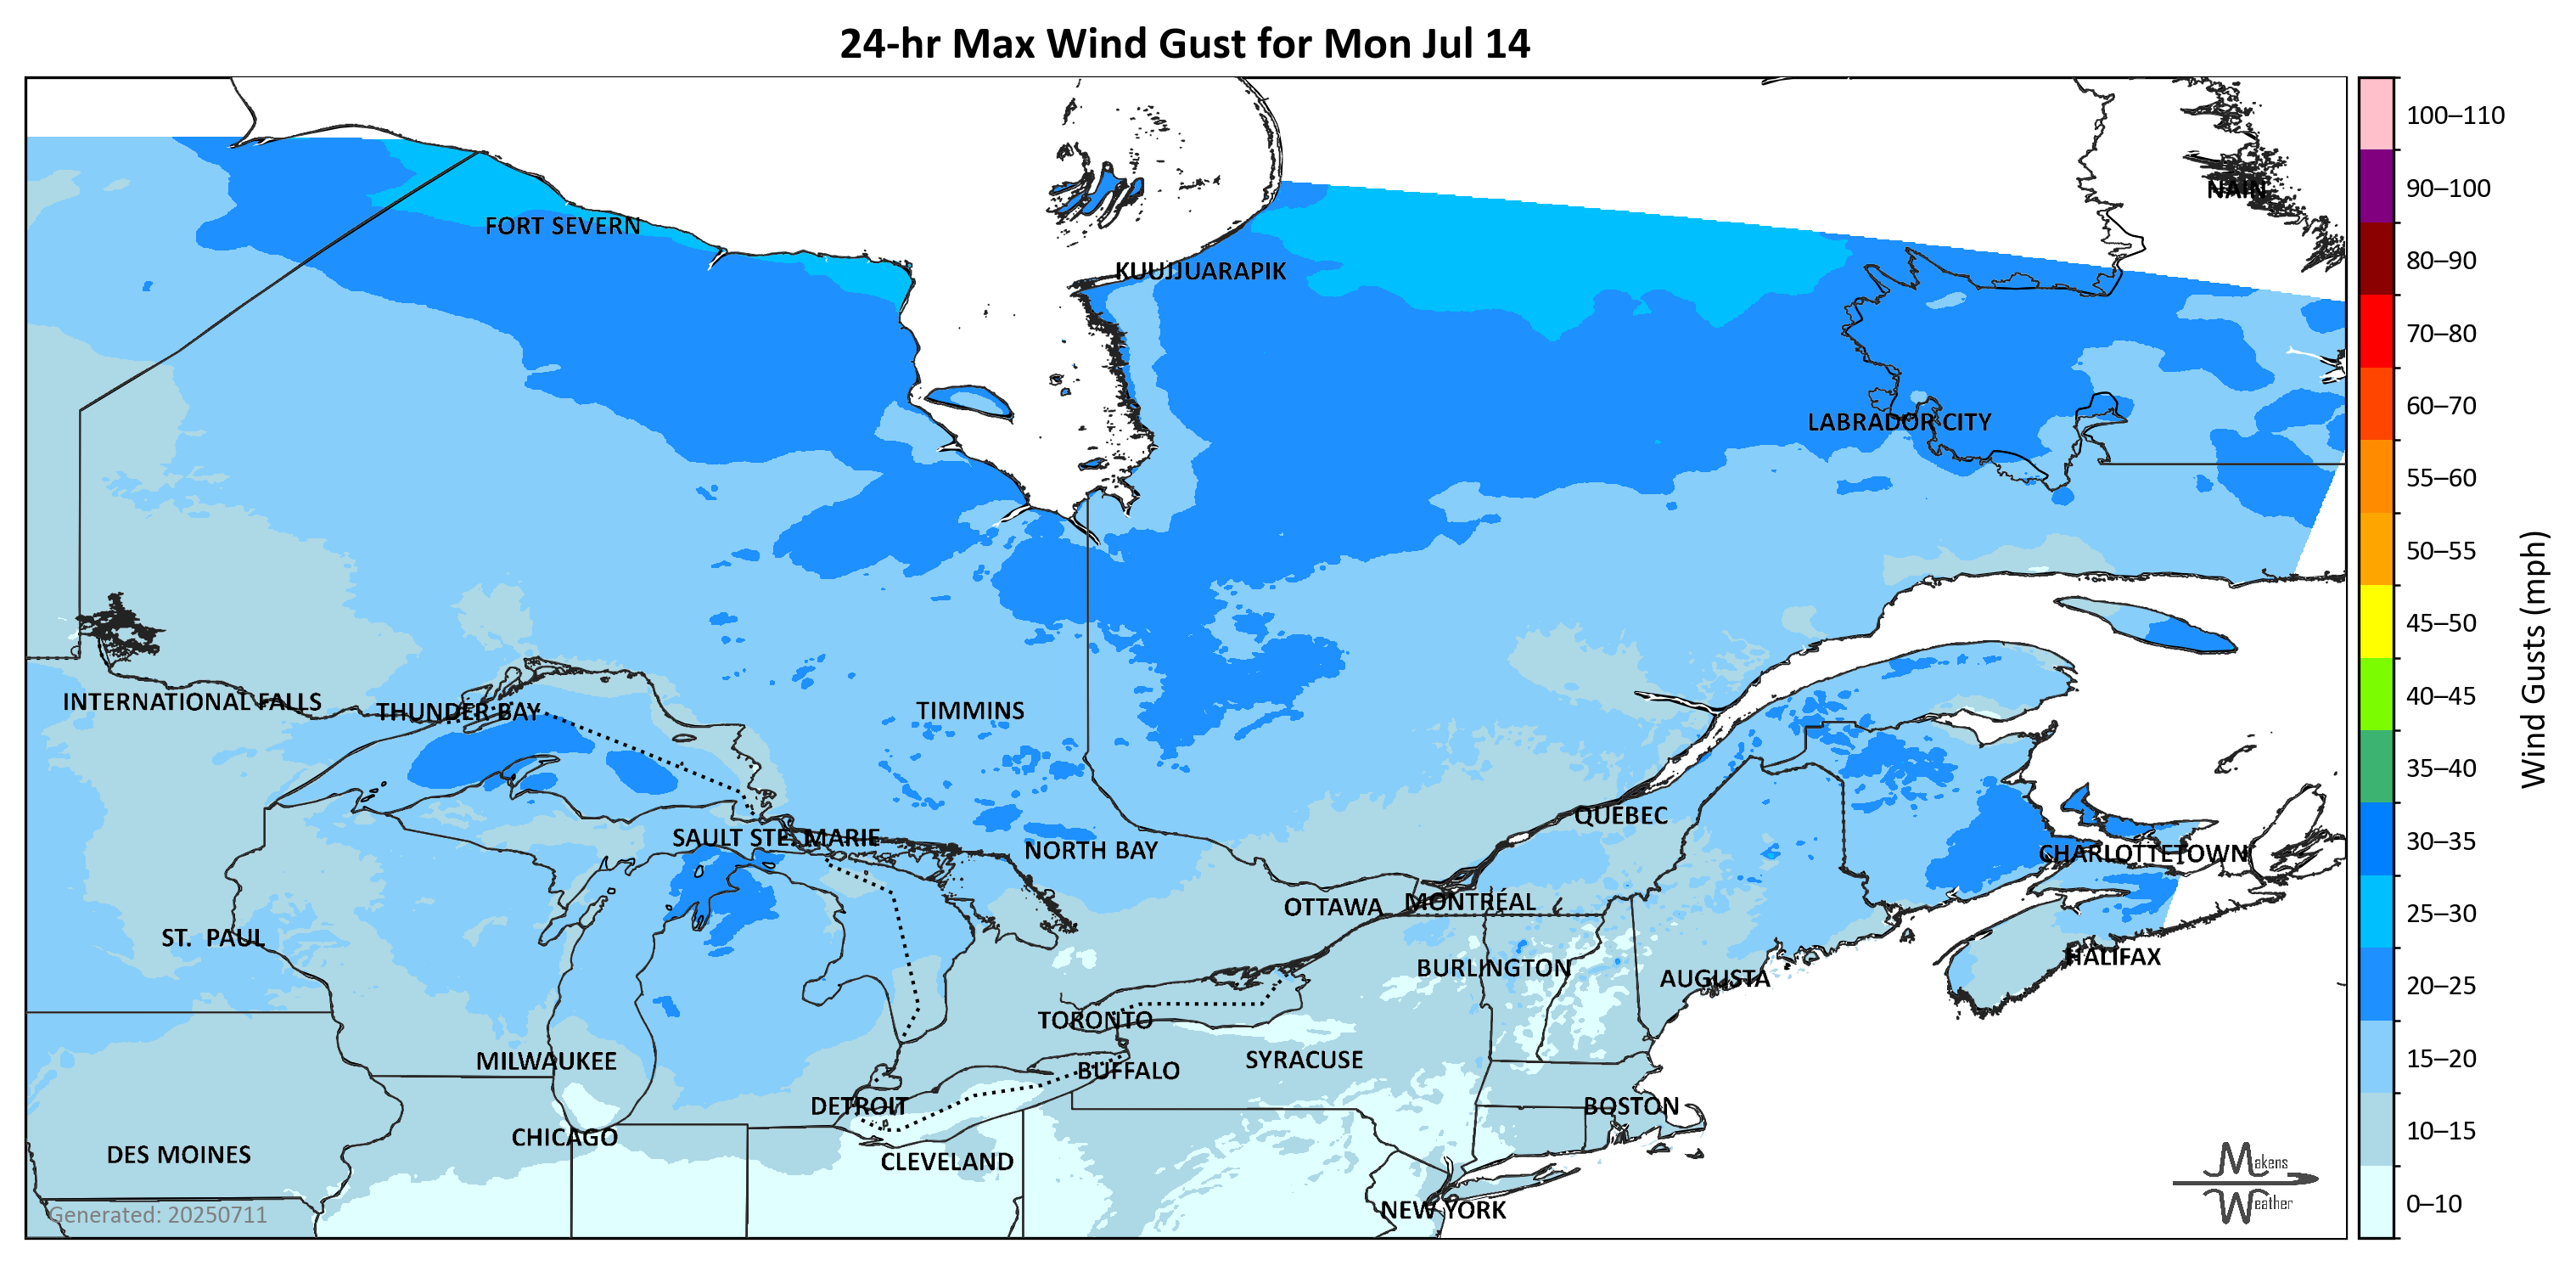 24-hr Max Wind Gust for Mon Jul 14
100–110
90–100
NAIN
FORT SEVERN
80–90
KUUJJUARAPIK
70–80
60–70
LABRADOR CITY
55–60
50–55
45–50
Wind Gusts (mph)
40–45
INTERNATIONAL FALLS
THUNDER BAY
TIMMINS
35–40
QUEBEC
SAULT STE. MARIE
30–35
NORTH BAY
CHARLOTTETOWN
OTTAWA
MONTRÉAL
25–30
ST. PAUL
HALIFAX
BURLINGTON
AUGUSTA
20–25
TORONTO
MILWAUKEE
SYRACUSE
15–20
BUFFALO
DETROIT
BOSTON
CHICAGO
10–15
DES MOINES
CLEVELAND
Makens
Weather
0–10
NEW YORK
Generated: 20250711